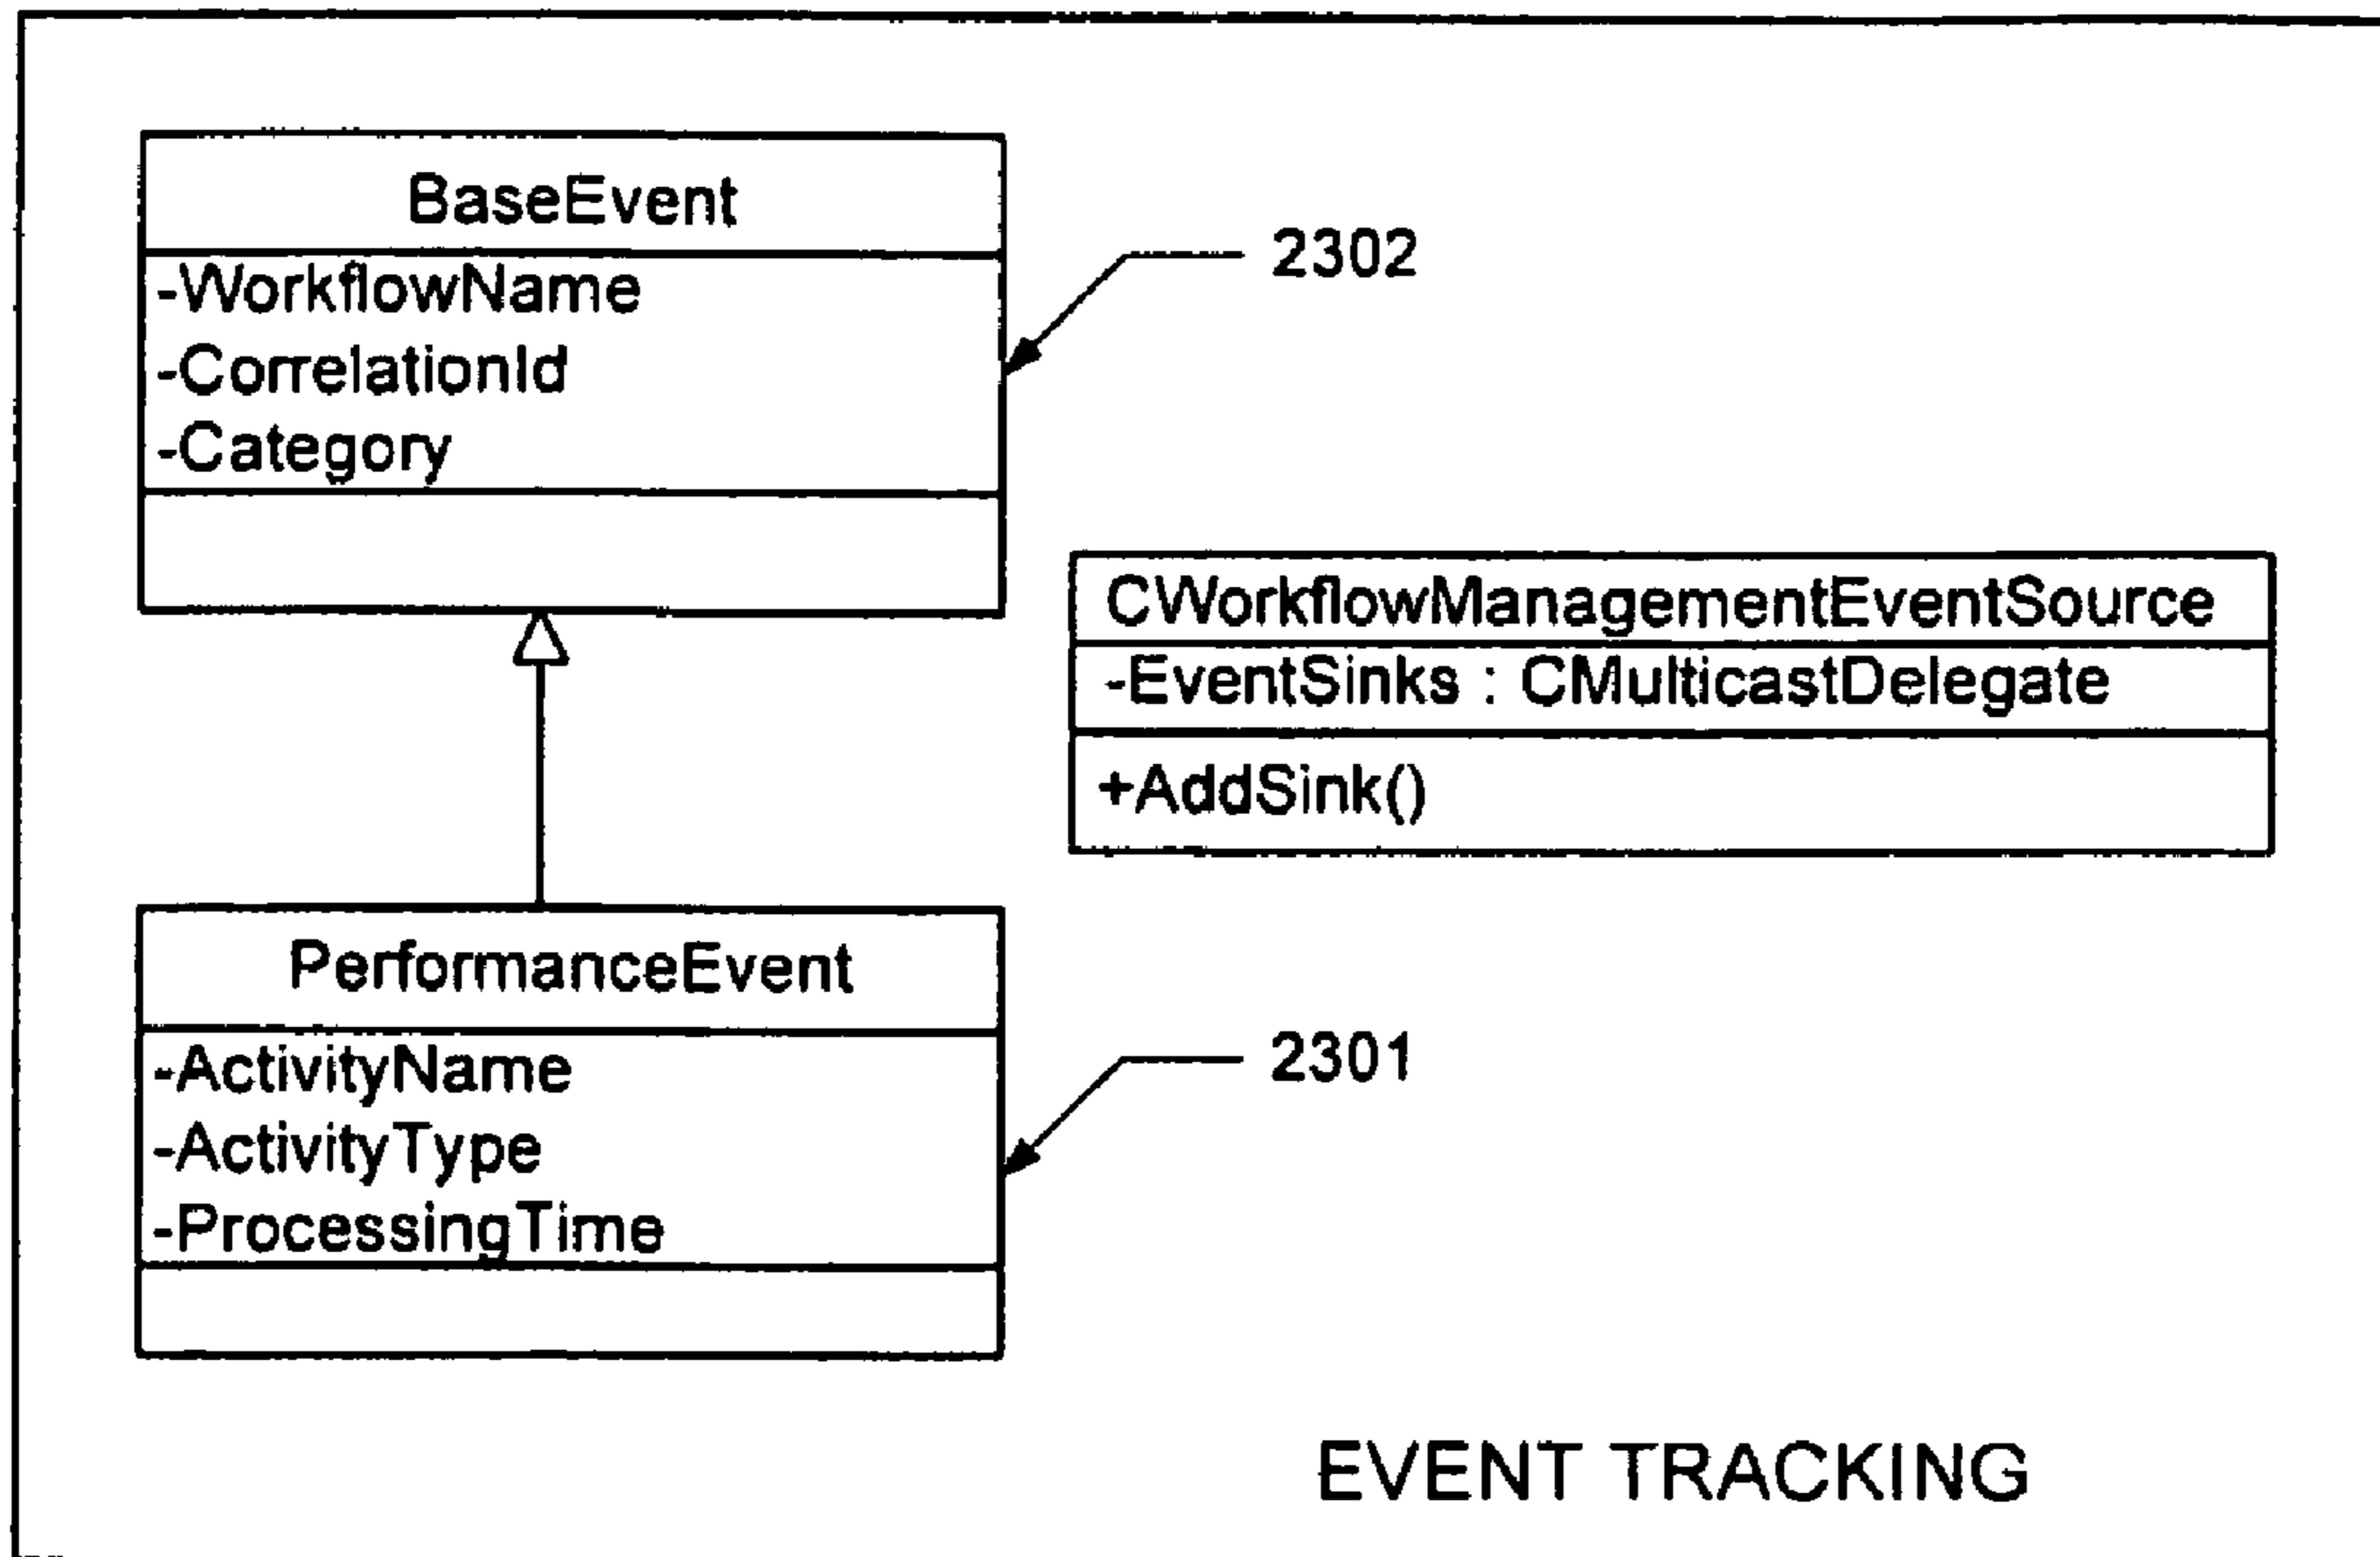 BaseEvent
-WorkflowName
-CorrelationId
-Category
2302
CWorkflowManagementEventSource
-EventSinks : CMulticastDelegate
+AddSink()
PerformanceEvent
-ActivityName
-ActivityType
-ProcessingTime
2301
EVENT TRACKING